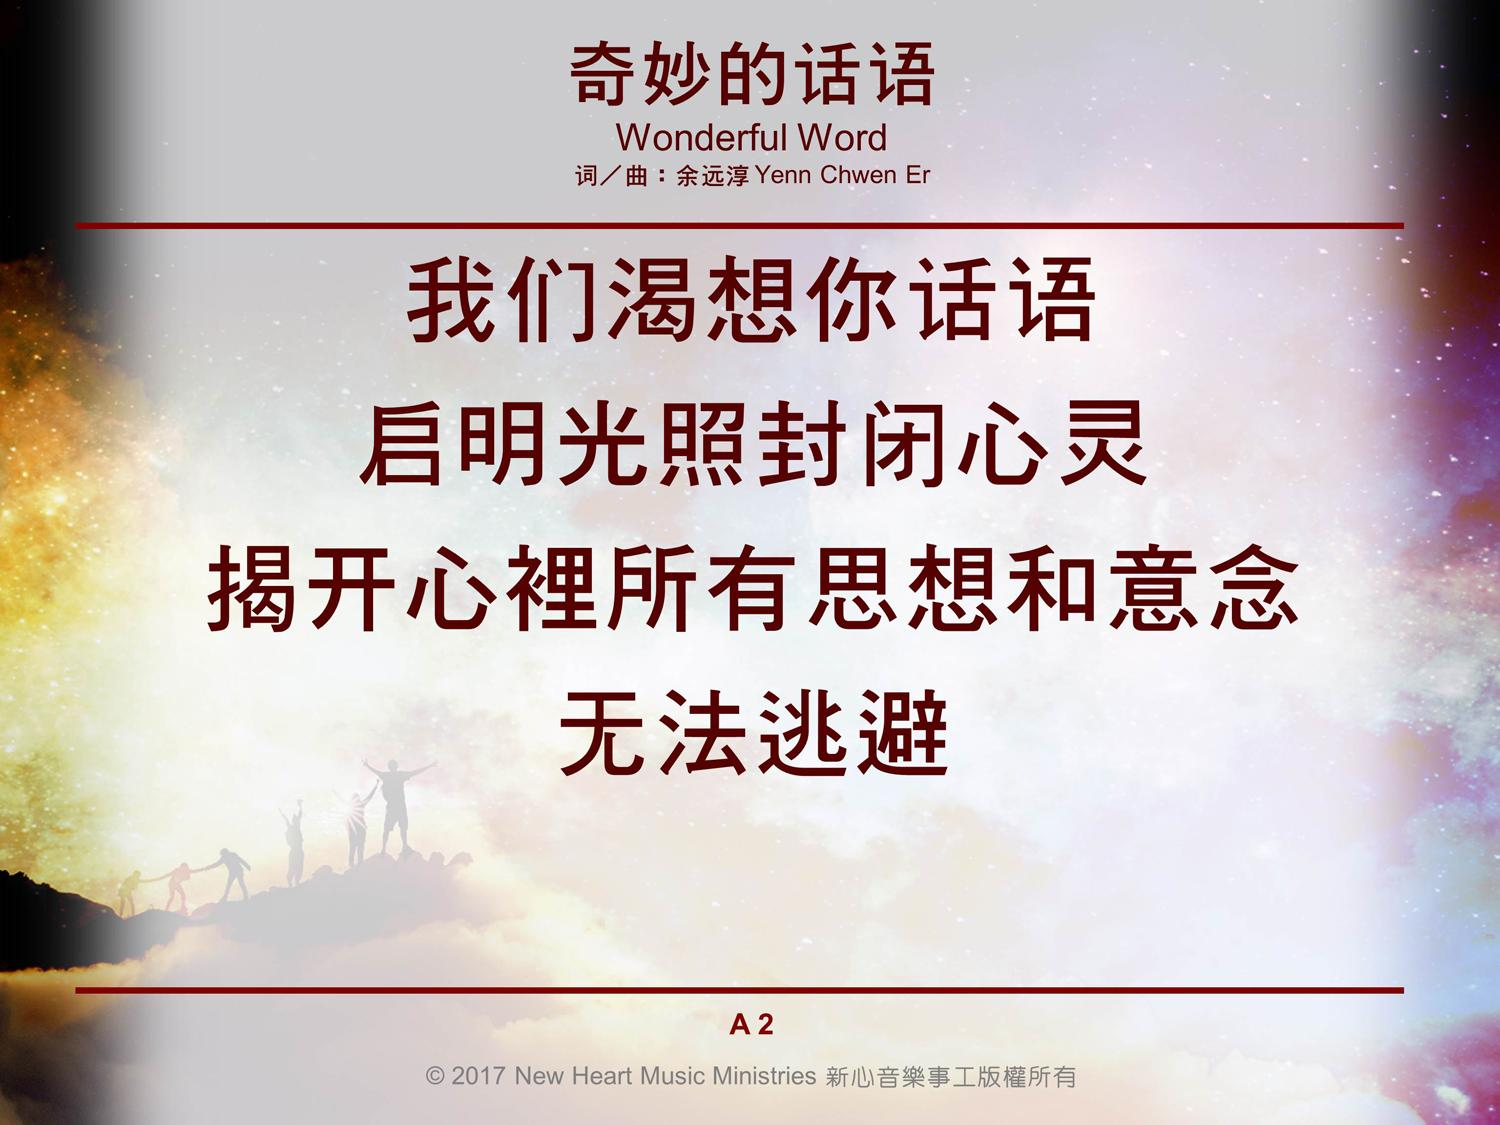 奇妙的话语
Wonderful Word
词／曲：余远淳 Yenn Chwen Er
我们渴想你话语
启明光照封闭心灵
揭开心裡所有思想和意念
无法逃避
A 2
© 2017 New Heart Music Ministries 新心音樂事工版權所有